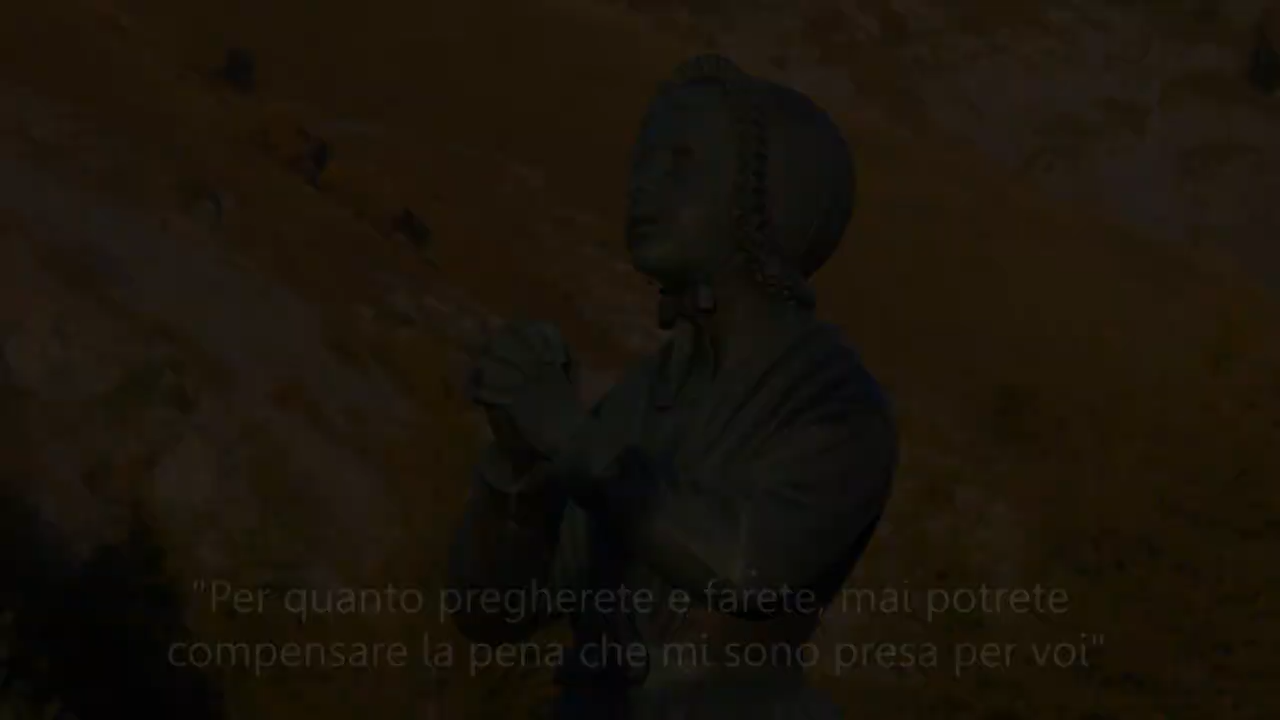 "Per quanto pregherete e farete, mai potrete
compensare la pena che mi sono presa per voi"